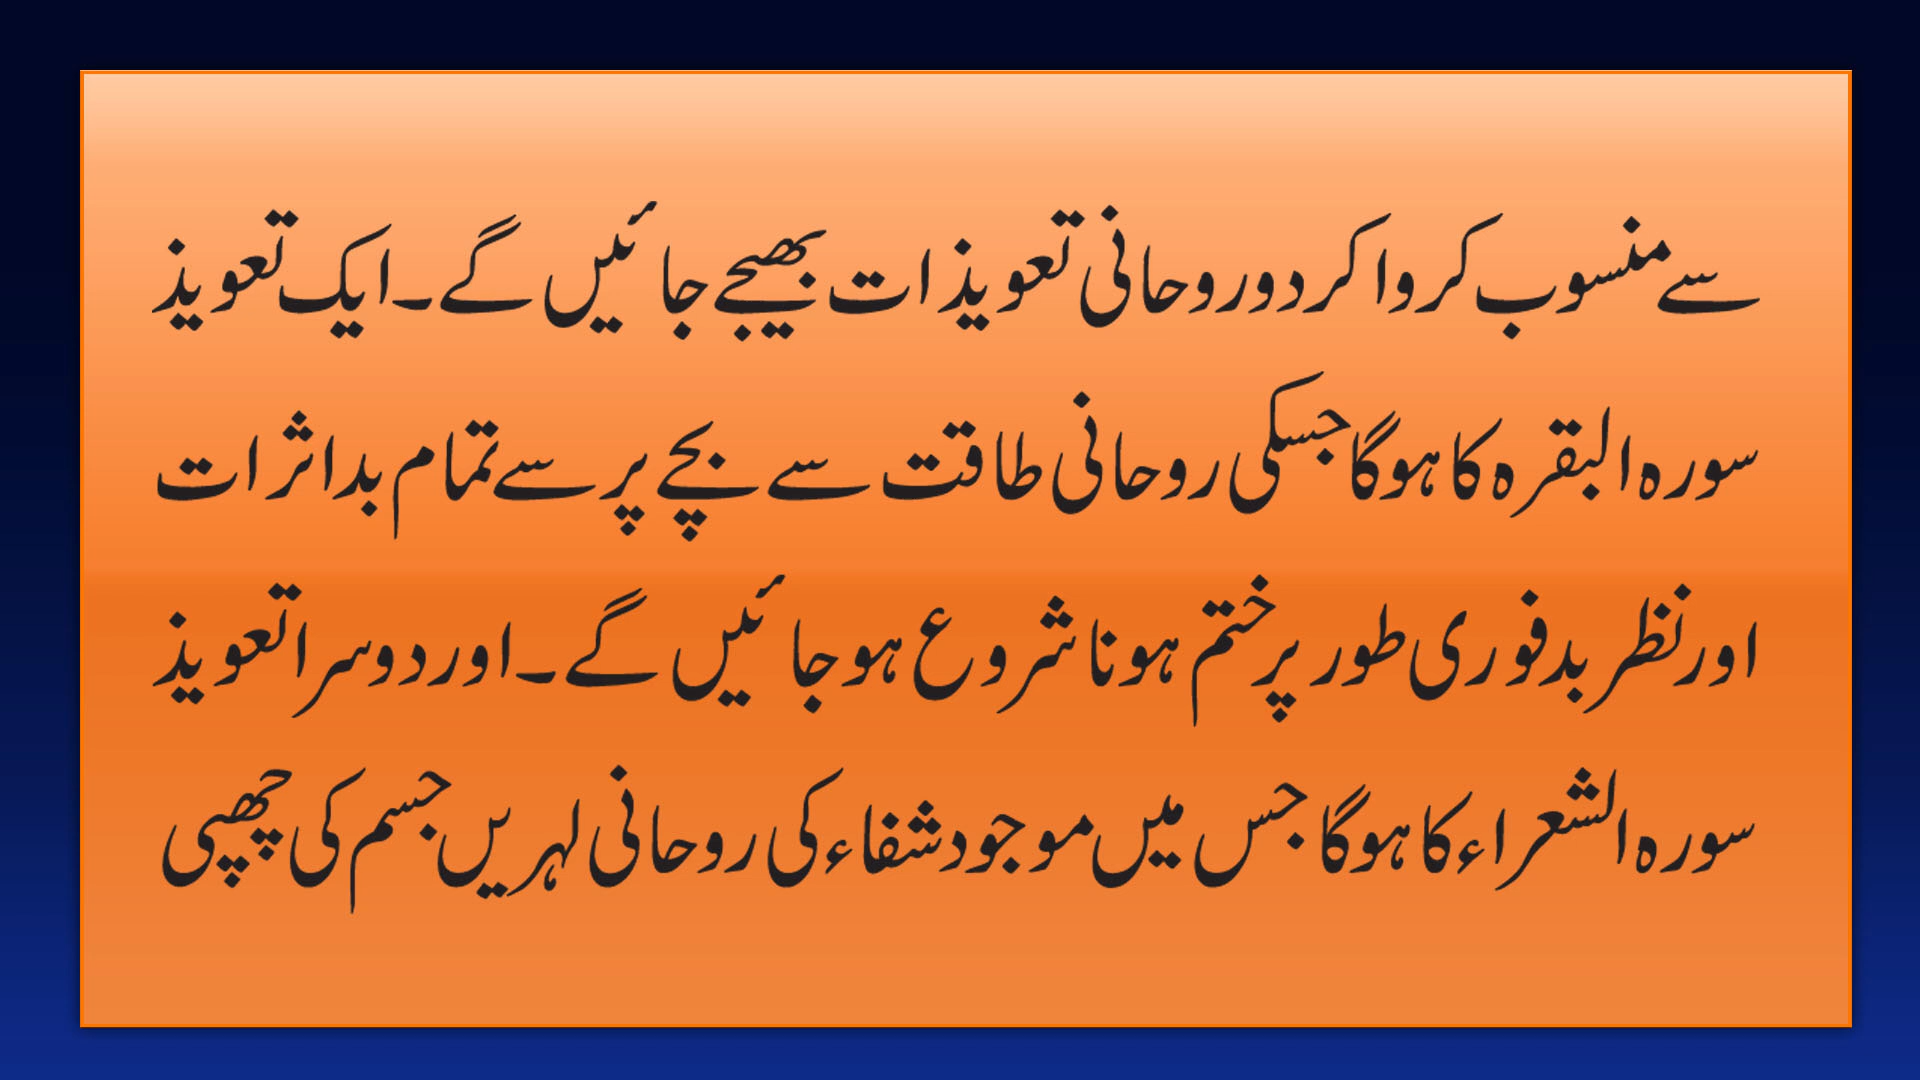 سے منسوب کروا کر دو روحانی تعویذات بھیجے جائیں گے۔ ایک تعویذ
سورہ البقرہ کا ہوگا جسکی روحانی طاقت سے بچے پر سے تمام بداثرات
اور نظر بد فوری طور پر ختم ہونا شروع ہو جائیں گے۔ اور دوسرا تعویذ
سورہ الشعراء کا ہوگا جس میں موجود شفاء کی روحانی لہریں جسم کی چھپی